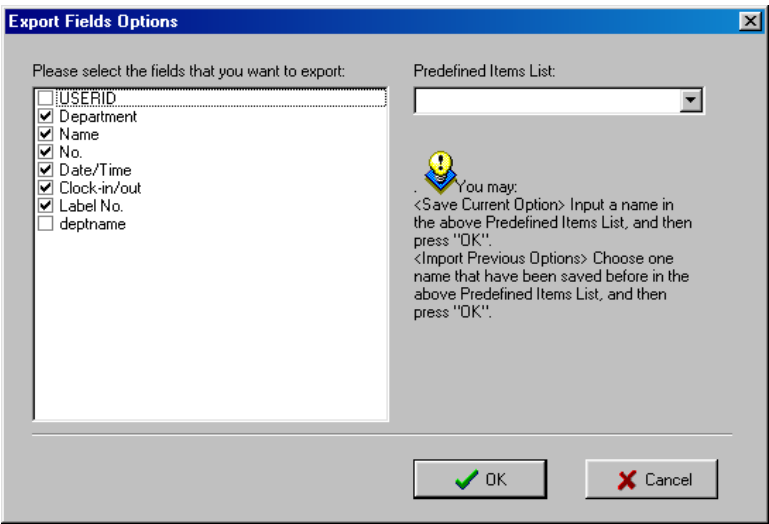 Export Fields Options
Please select the fields that you want to export:
USERID
Department
Name
No.
Date/Time
Clock-in/out
Label No.
deptname
Predefined Items List:
. You may:
<Save Current Option> Input a name in
the above Predefined Items List, and then
press "OK".
<Import Previous Options> Choose one
name that have been saved before in the
above Predefined Items List, and then
press "OK".
OK
Cancel